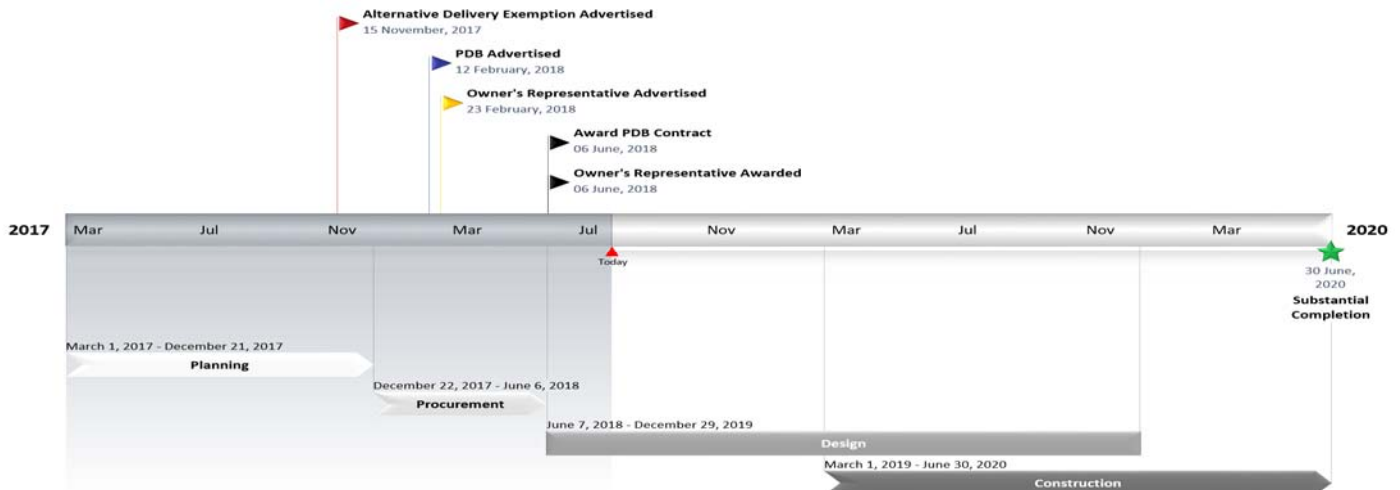 Alternative Delivery Exemption Advertised
15 November, 2017
PDB Advertised
12 February, 2018
Owner's Representative Advertised
23 February, 2018
Award PDB Contract
06 June, 2018
Owner's Representative Awarded
06 June, 2018
2017 Mar Jul Nov Mar Jul Nov Mar Jul Nov Mar 2020
Today
30 June,
2020
Substantial
Completion
March 1, 2017 - December 21, 2017
Planning
December 22, 2017 - June 6, 2018
Procurement
June 7, 2018 - December 29, 2019
Design
March 1, 2019 - June 30, 2020
Construction